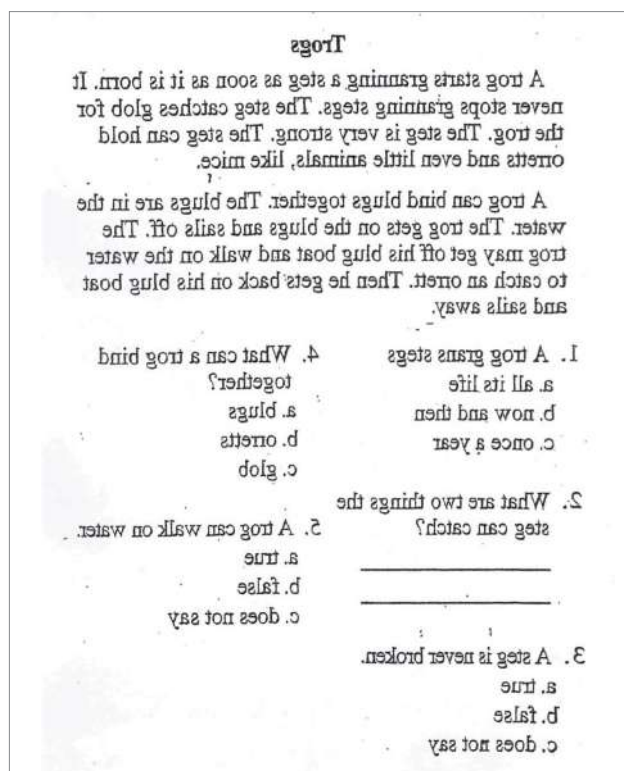 Trogs
A trog starts granning a steg as soon as it is born. It
never stops granning stegs. The steg catches glob for
the trog. The steg is very strong. The steg can hold
orretts and even little animals, like mice.
A trog can bind blugs together. The blugs are in the
water. The trog gets on the blugs and sails off. The
trog may get off his blug boat and walk on the water
to catch an orrett. Then he gets back on his blug boat
and sails away.
1. A trog grans stegs
a. all its life
b. now and then
c. once a year
2. What are two things the
steg can catch?
3. A steg is never broken.
a. true
b. false
c. does not say
4. What can a trog bind
together?
a. blugs
b. orretts
c. glob
5. A trog can walk on water.
a. true
b. false
c. does not say